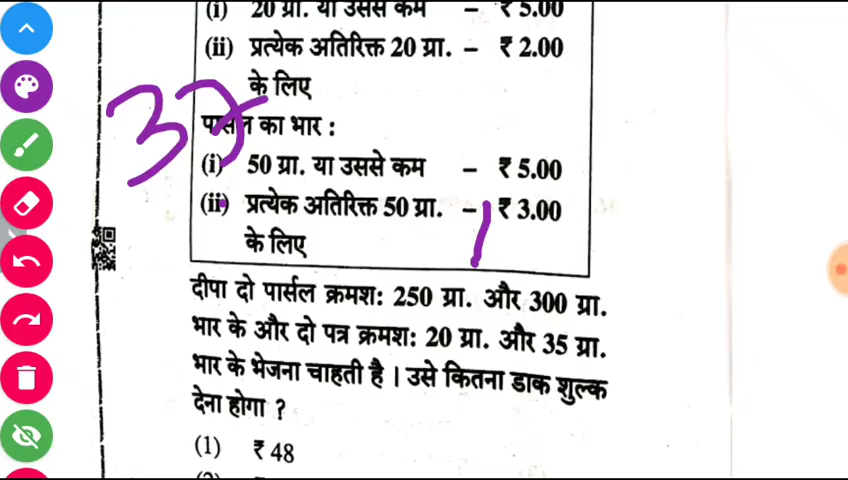 (i) 20 ग्रा. या उससे कम – ₹ 5.00
(ii) प्रत्येक अतिरिक्त 20 ग्रा. – ₹ 2.00
के लिए
37
पार्सल का भार :
(i) 50 ग्रा. या उससे कम – ₹ 5.00
(ii) प्रत्येक अतिरिक्त 50 ग्रा. – ₹ 3.00
के लिए
दीपा दो पार्सल क्रमश: 250 ग्रा. और 300 ग्रा.
भार के और दो पत्र क्रमश: 20 ग्रा. और 35 ग्रा.
भार के भेजना चाहती है । उसे कितना डाक शुल्क
देना होगा ?
(1) ₹ 48